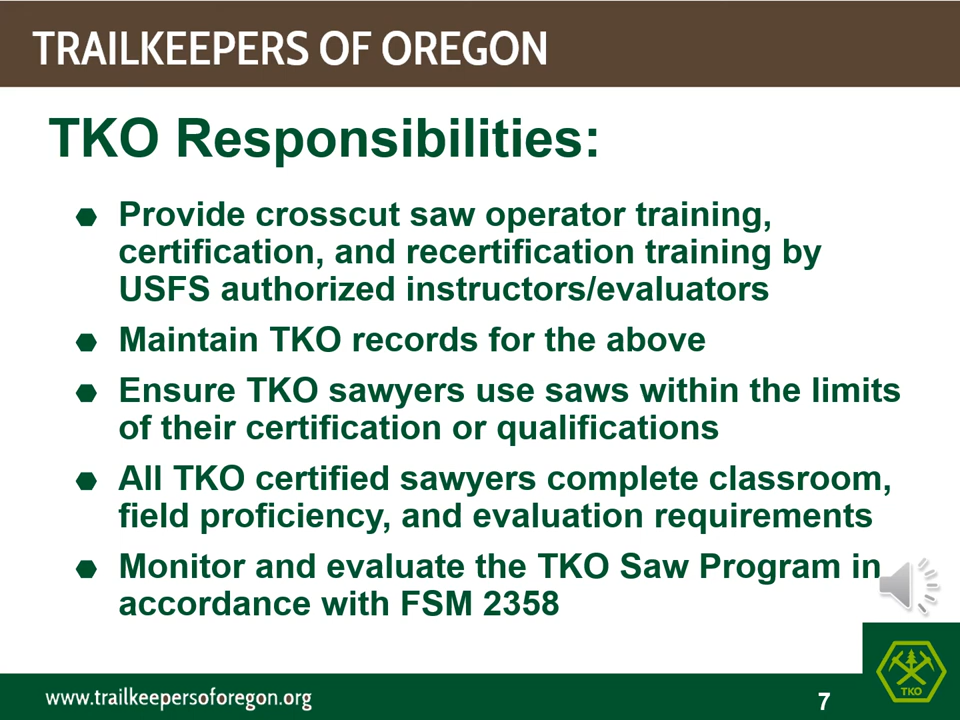 TRAILKEEPERS OF OREGON
TKO Responsibilities:
Provide crosscut saw operator training,
certification, and recertification training by
USFS authorized instructors/evaluators
Maintain TKO records for the above
Ensure TKO sawyers use saws within the limits
of their certification or qualifications
All TKO certified sawyers complete classroom,
field proficiency, and evaluation requirements
Monitor and evaluate the TKO Saw Program in
accordance with FSM 2358
TKO
www.trailkeepersoforegon.org
7